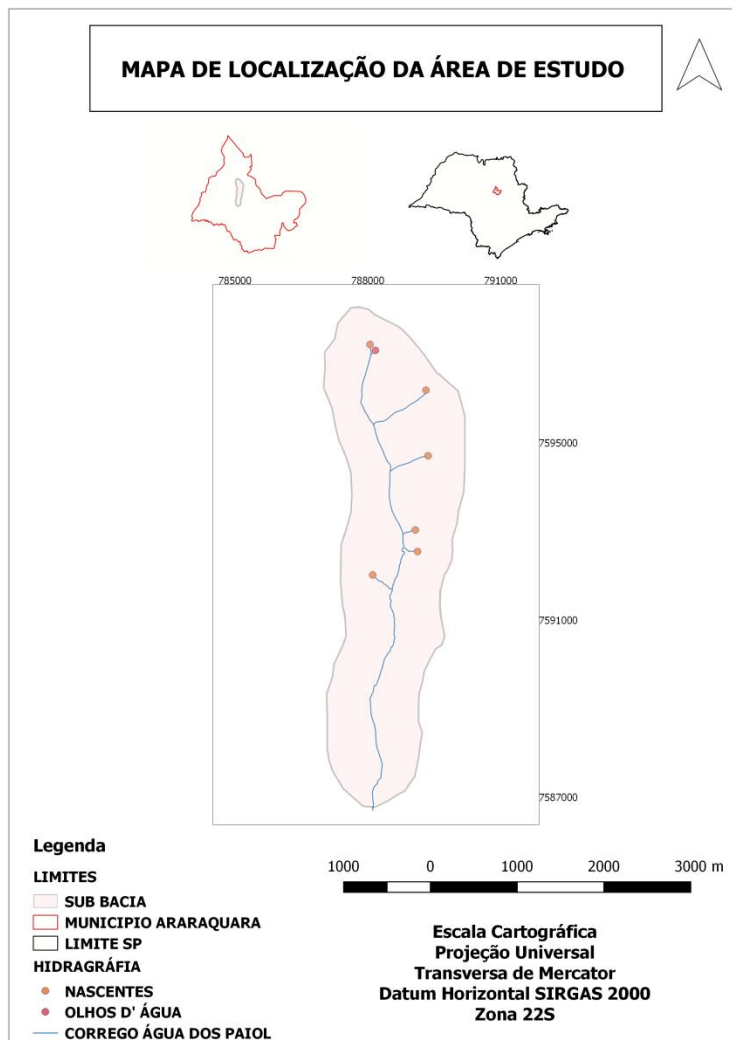 MAPA DE LOCALIZAÇÃO DA ÁREA DE ESTUDO
785000 788000 791000
7595000
7591000
7587000
Legenda
LIMITES
SUB BACIA
MUNICIPIO ARARAQUARA
LIMITE SP
HIDRAGRÁFIA
NASCENTES
OLHOS D' ÁGUA
CORREGO ÁGUA DOS PAIOL
1000 0 1000 2000 3000 m
Escala Cartográfica
Projeção Universal
Transversa de Mercator
Datum Horizontal SIRGAS 2000
Zona 22S